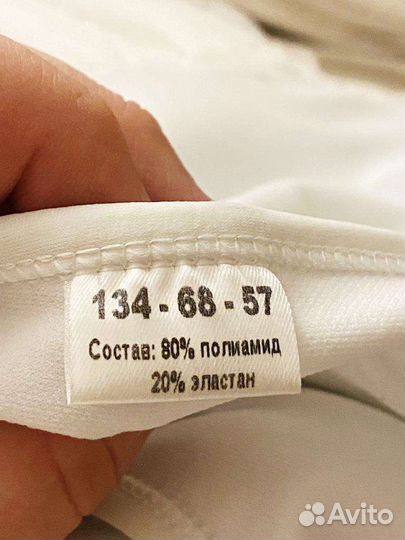 134 - 68 - 57
Состав: 80% полиамид
20% эластан
Avito